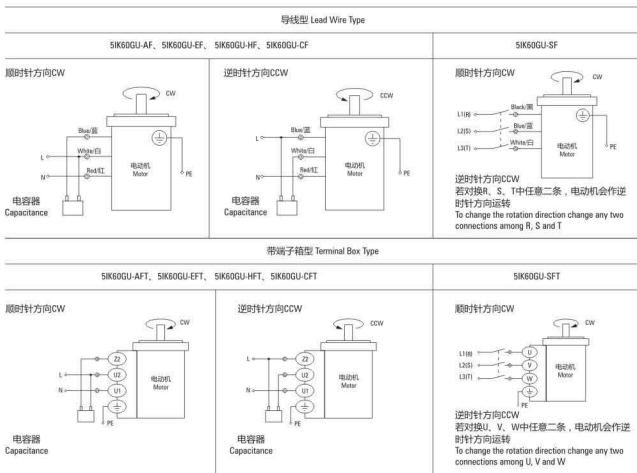 导线型 Lead Wire Type
5IK60GU-AF、5IK60GU-EF、 5IK60GU-HF、5IK60GU-CF
5IK60GU-SF
顺时针方向CW
CW
Blue/蓝
White/白
Red/红
L
N
电动机
Motor
PE
电容器
Capacitance
逆时针方向CCW
CCW
Blue/蓝
White/白
Red/红
L
N
电动机
Motor
PE
电容器
Capacitance
顺时针方向CW
CW
Black/黑
L1(R)
Blue/蓝
L2(S)
White/白
L3(T)
电动机
Motor
PE
逆时针方向CCW
若对换R、S、T中任意二条，电动机会作逆
时针方向运转
To change the rotation direction change any two
connections among R, S and T
带端子箱型 Terminal Box Type
5IK60GU-AFT、5IK60GU-EFT、 5IK60GU-HFT、5IK60GU-CFT
5IK60GU-SFT
顺时针方向CW
CW
Z2
L
U2
N
U1
电动机
Motor
PE
电容器
Capacitance
逆时针方向CCW
CCW
L
Z2
U2
N
U1
电动机
Motor
PE
电容器
Capacitance
顺时针方向CW
CW
L1(R)
U
L2(S)
V
L3(T)
W
电动机
Motor
PE
逆时针方向CCW
若对换U、V、W中任意二条，电动机会作逆
时针方向运转
To change the rotation direction change any two
connections among U, V and W